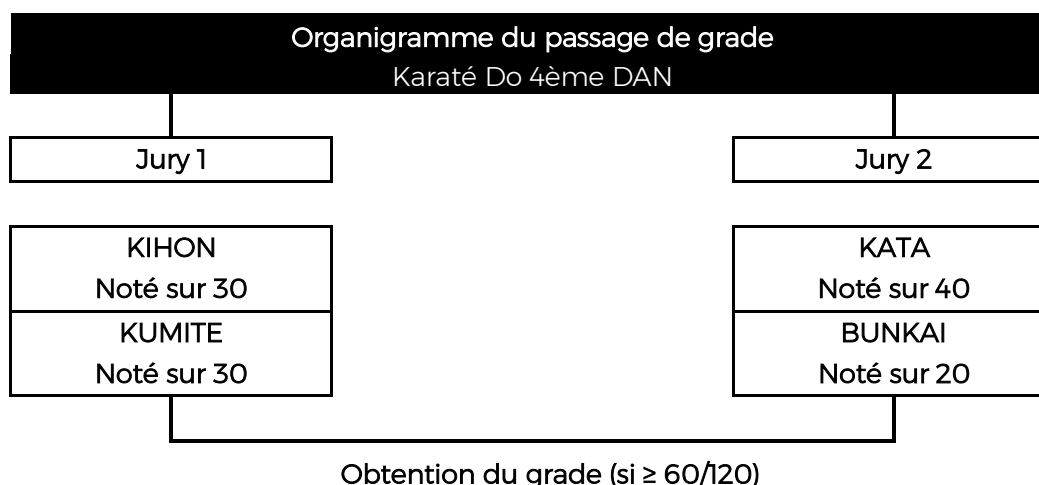 Organigramme du passage de grade
Karaté Do 4ème DAN
Jury 1
Jury 2
KIHON
Noté sur 30
KUMITE
Noté sur 30
KATA
Noté sur 40
BUNKAI
Noté sur 20
Obtention du grade (si ≥ 60/120)